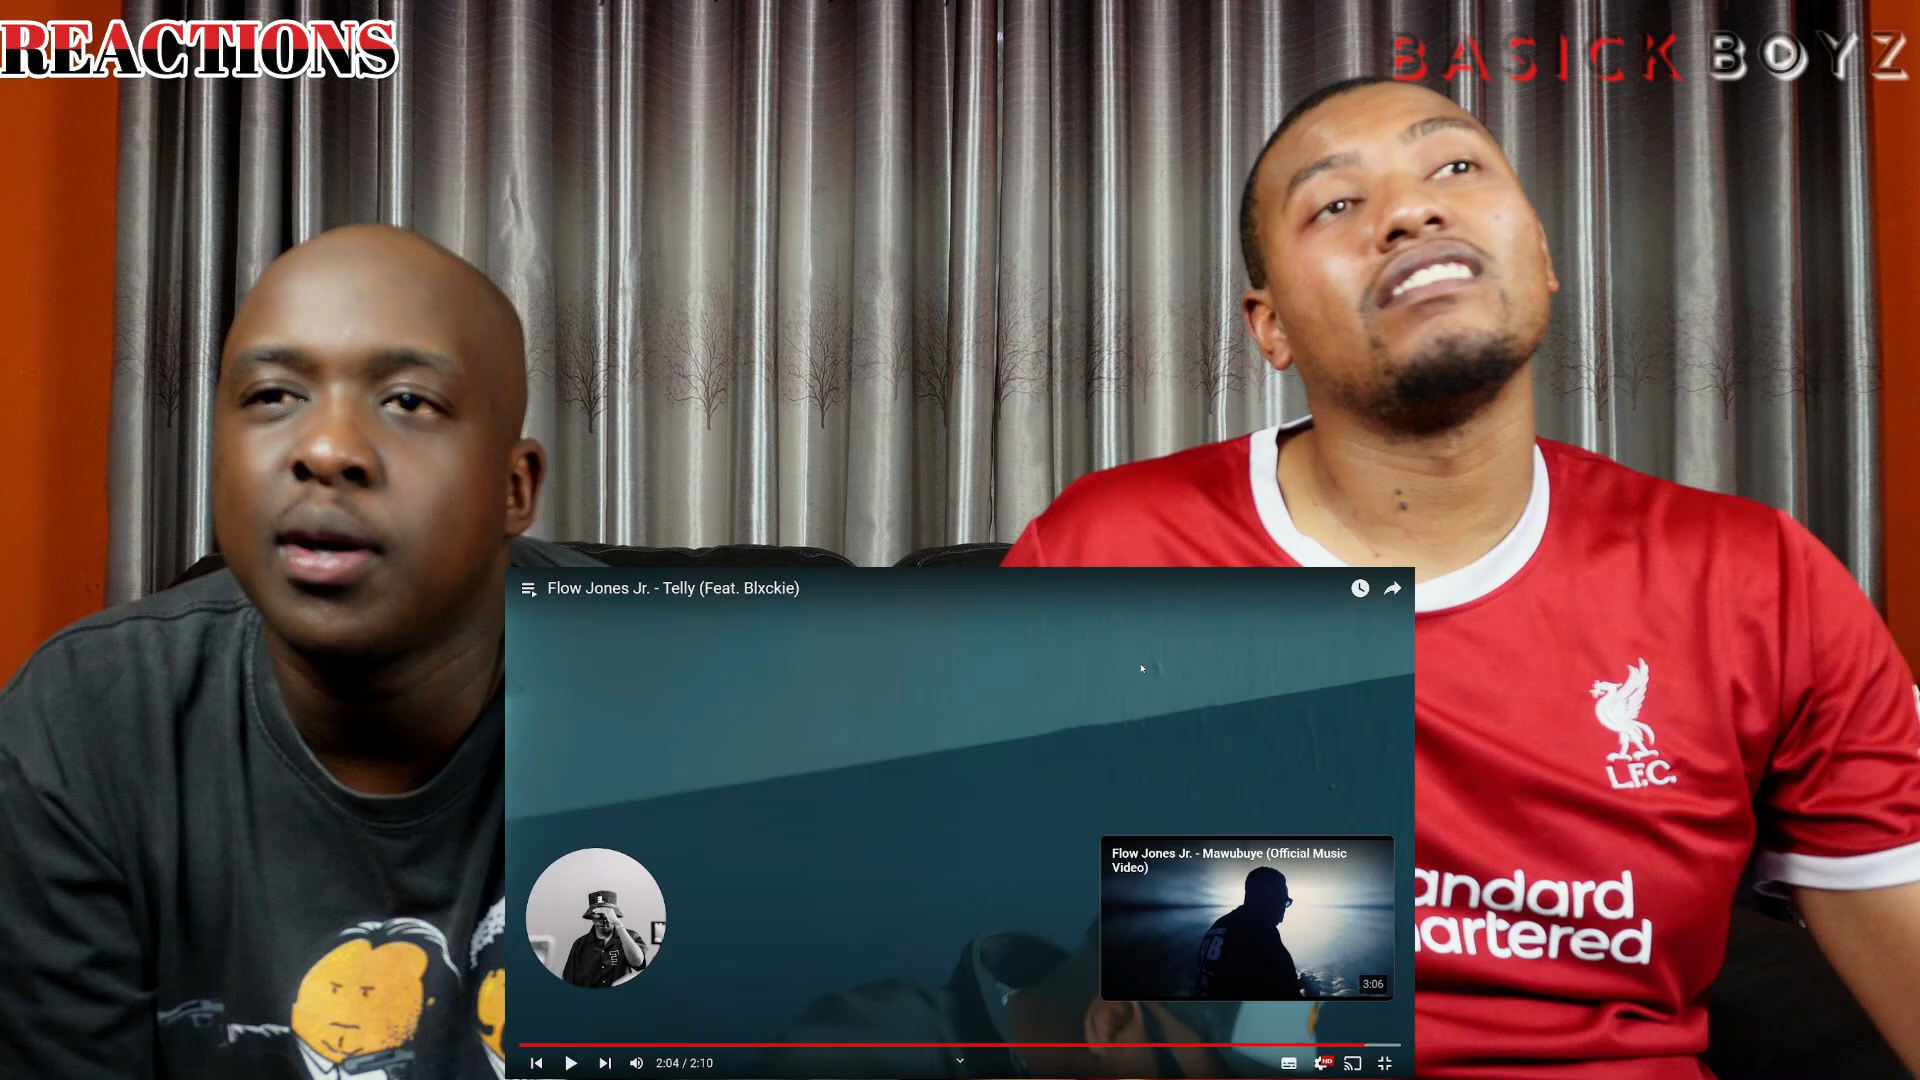 REACTIONS
BASICK BOYZ
Flow Jones Jr. - Telly (Feat. Blxckie)
L.F.C.
Flow Jones Jr. - Mawubuye (Official Music
Video)
andard
artered
3:06
2:04 / 2:10
HD